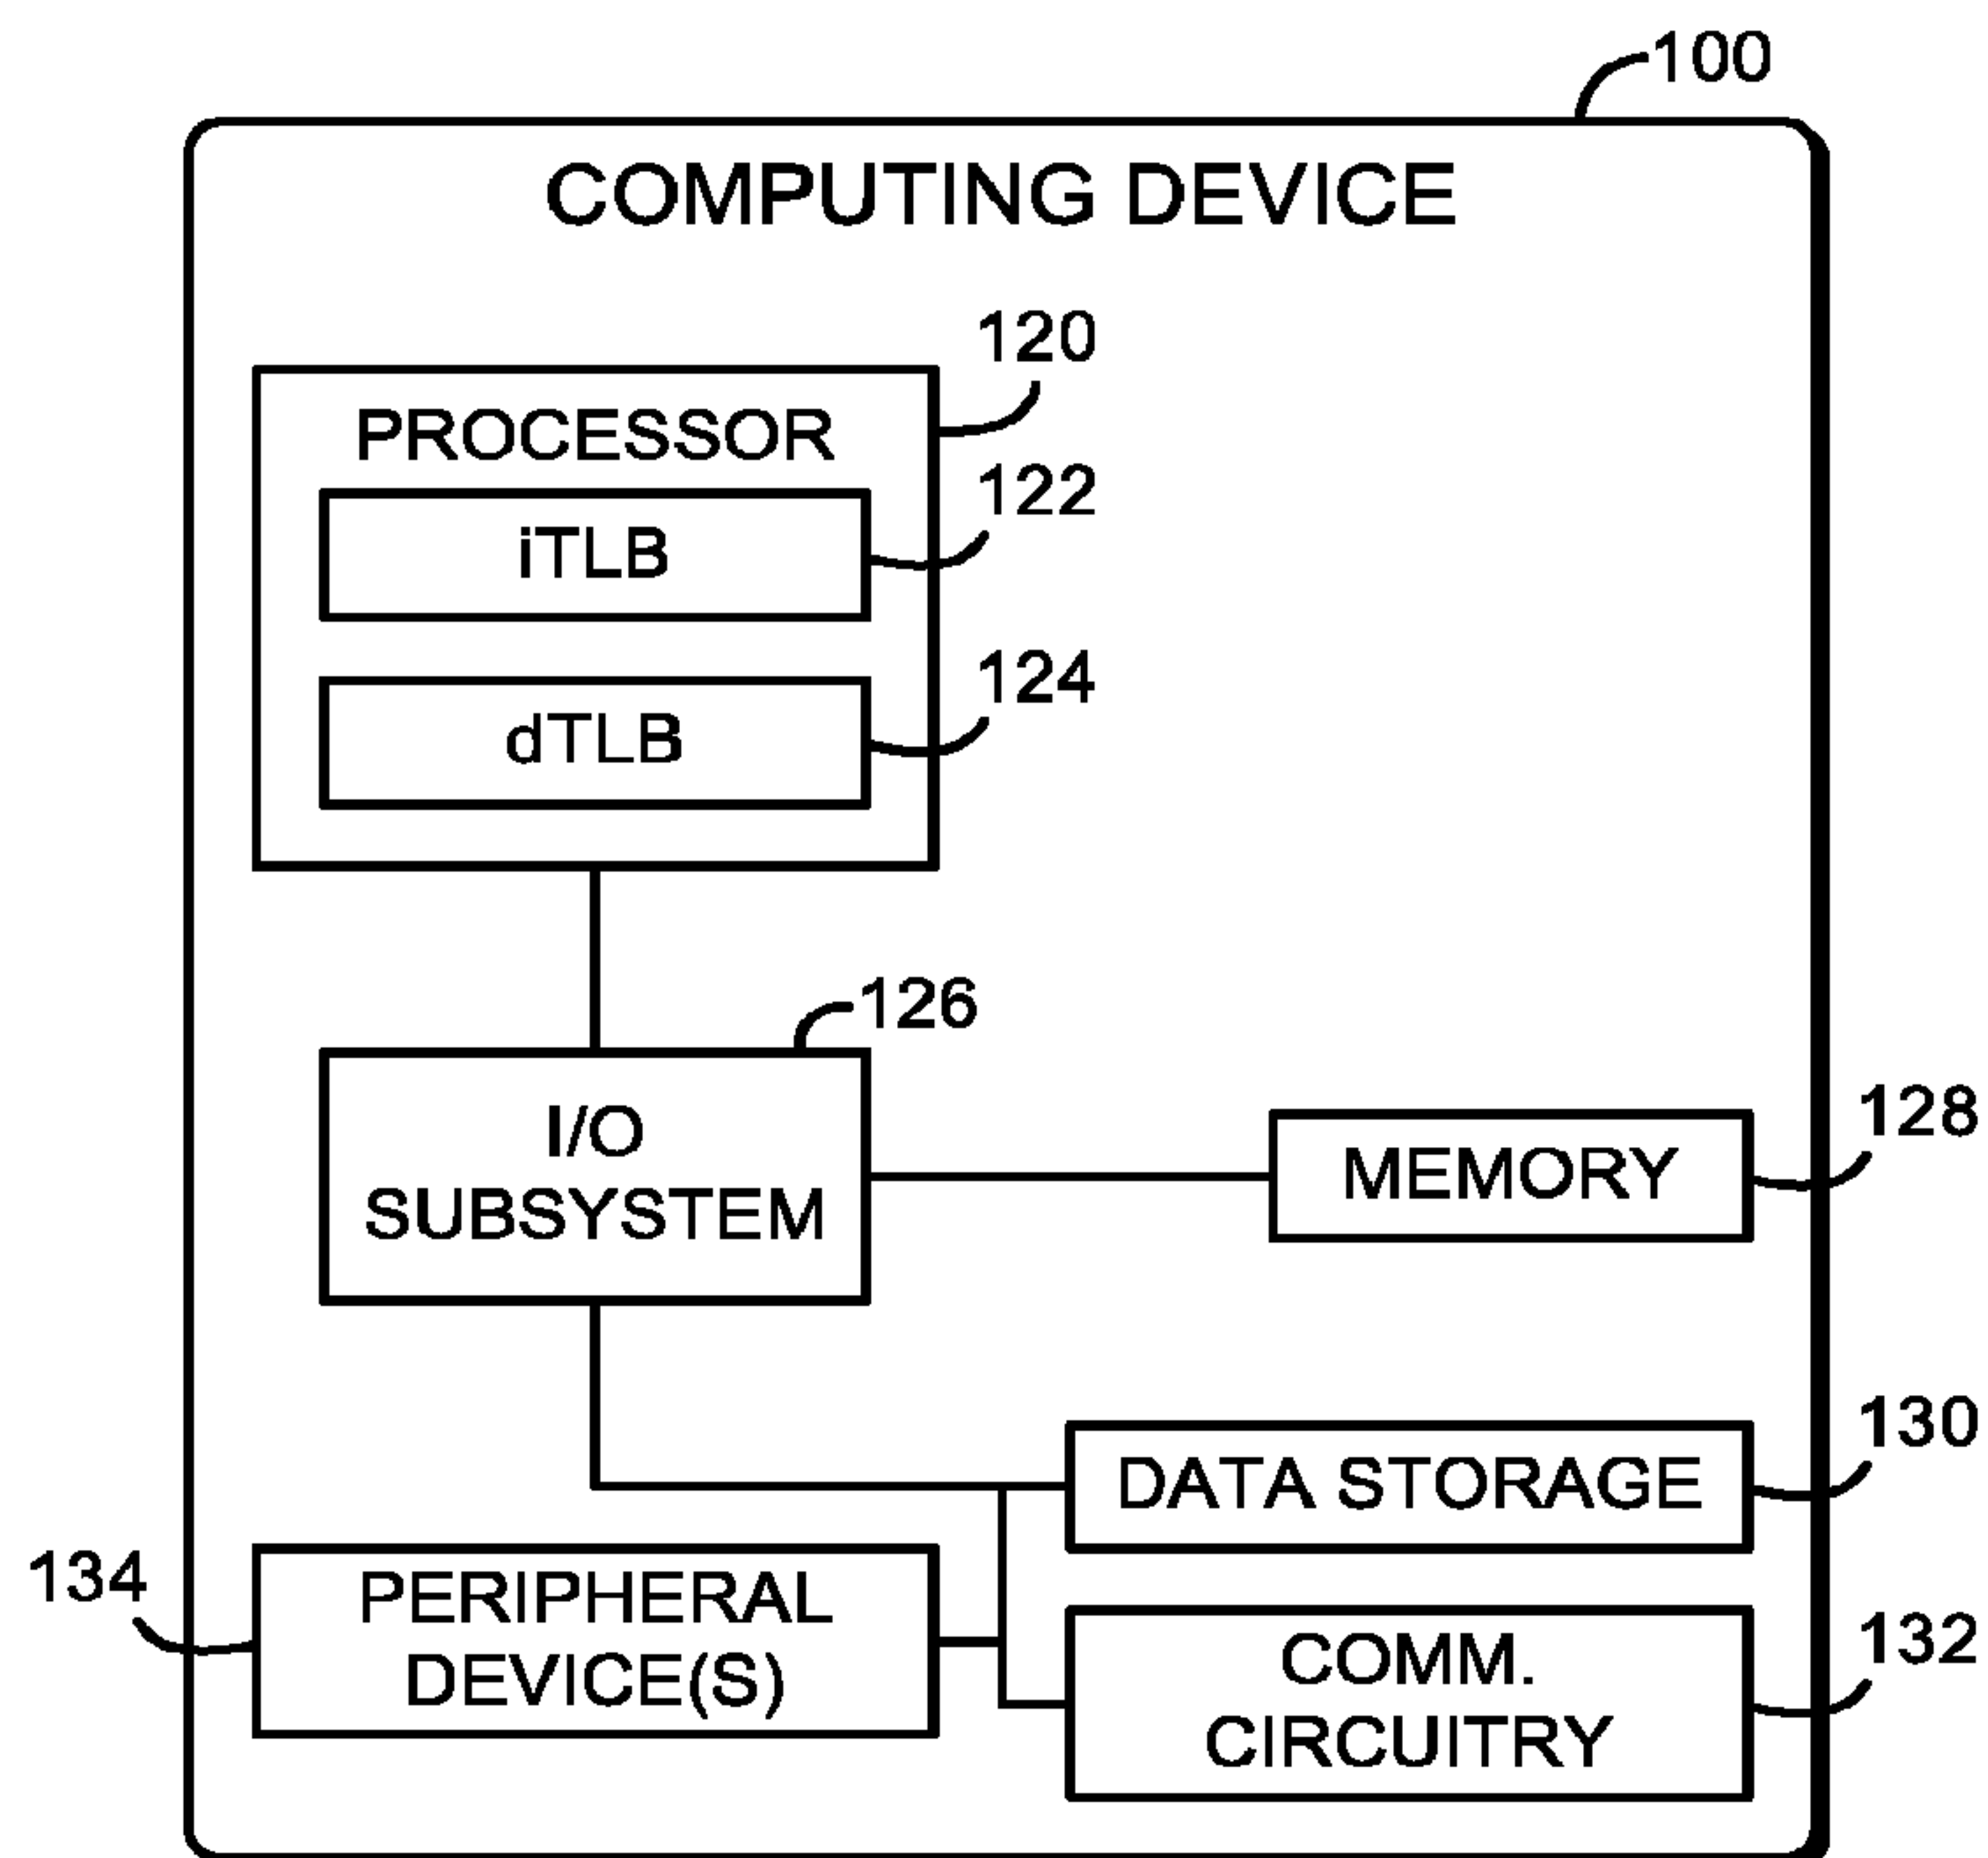 100
COMPUTING DEVICE
120
PROCESSOR
122
iTLB
124
dTLB
126
I/O
SUBSYSTEM
128
MEMORY
130
DATA STORAGE
134
PERIPHERAL
DEVICE(S)
132
COMM.
CIRCUITRY